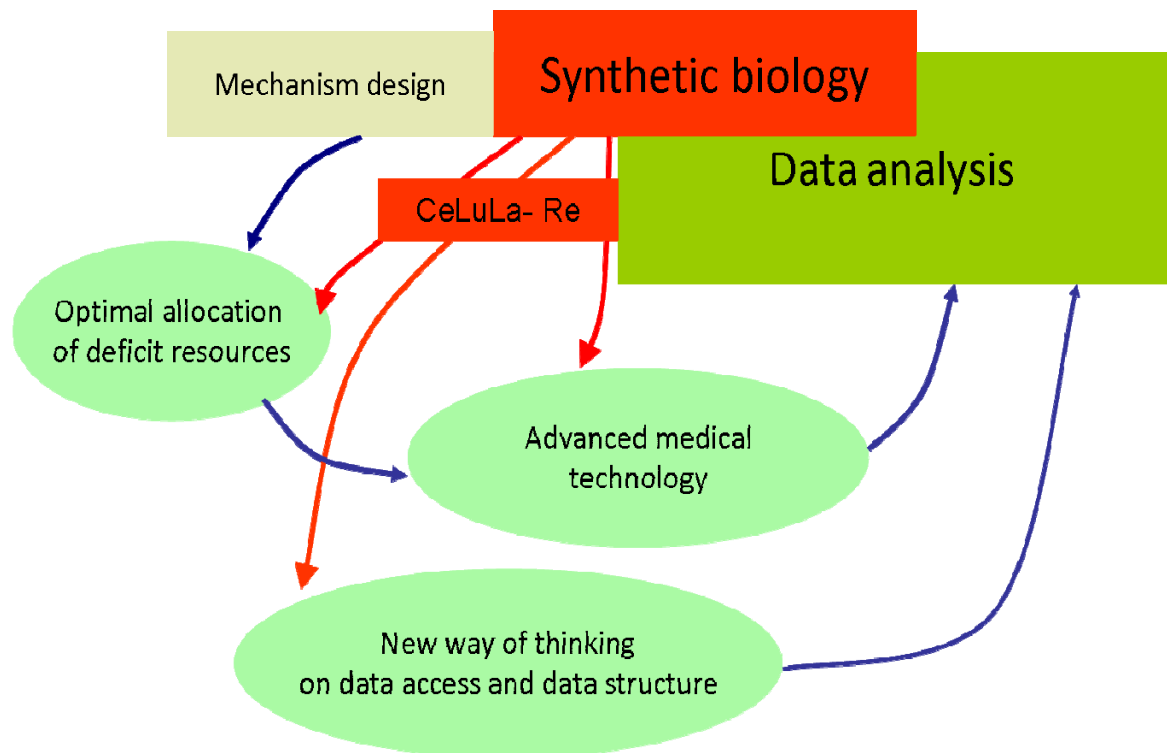 Synthetic biology
Mechanism design
Data analysis
CeLuLa- Re
Optimal allocation
of deficit resources
Advanced medical
technology
New way of thinking
on data access and data structure